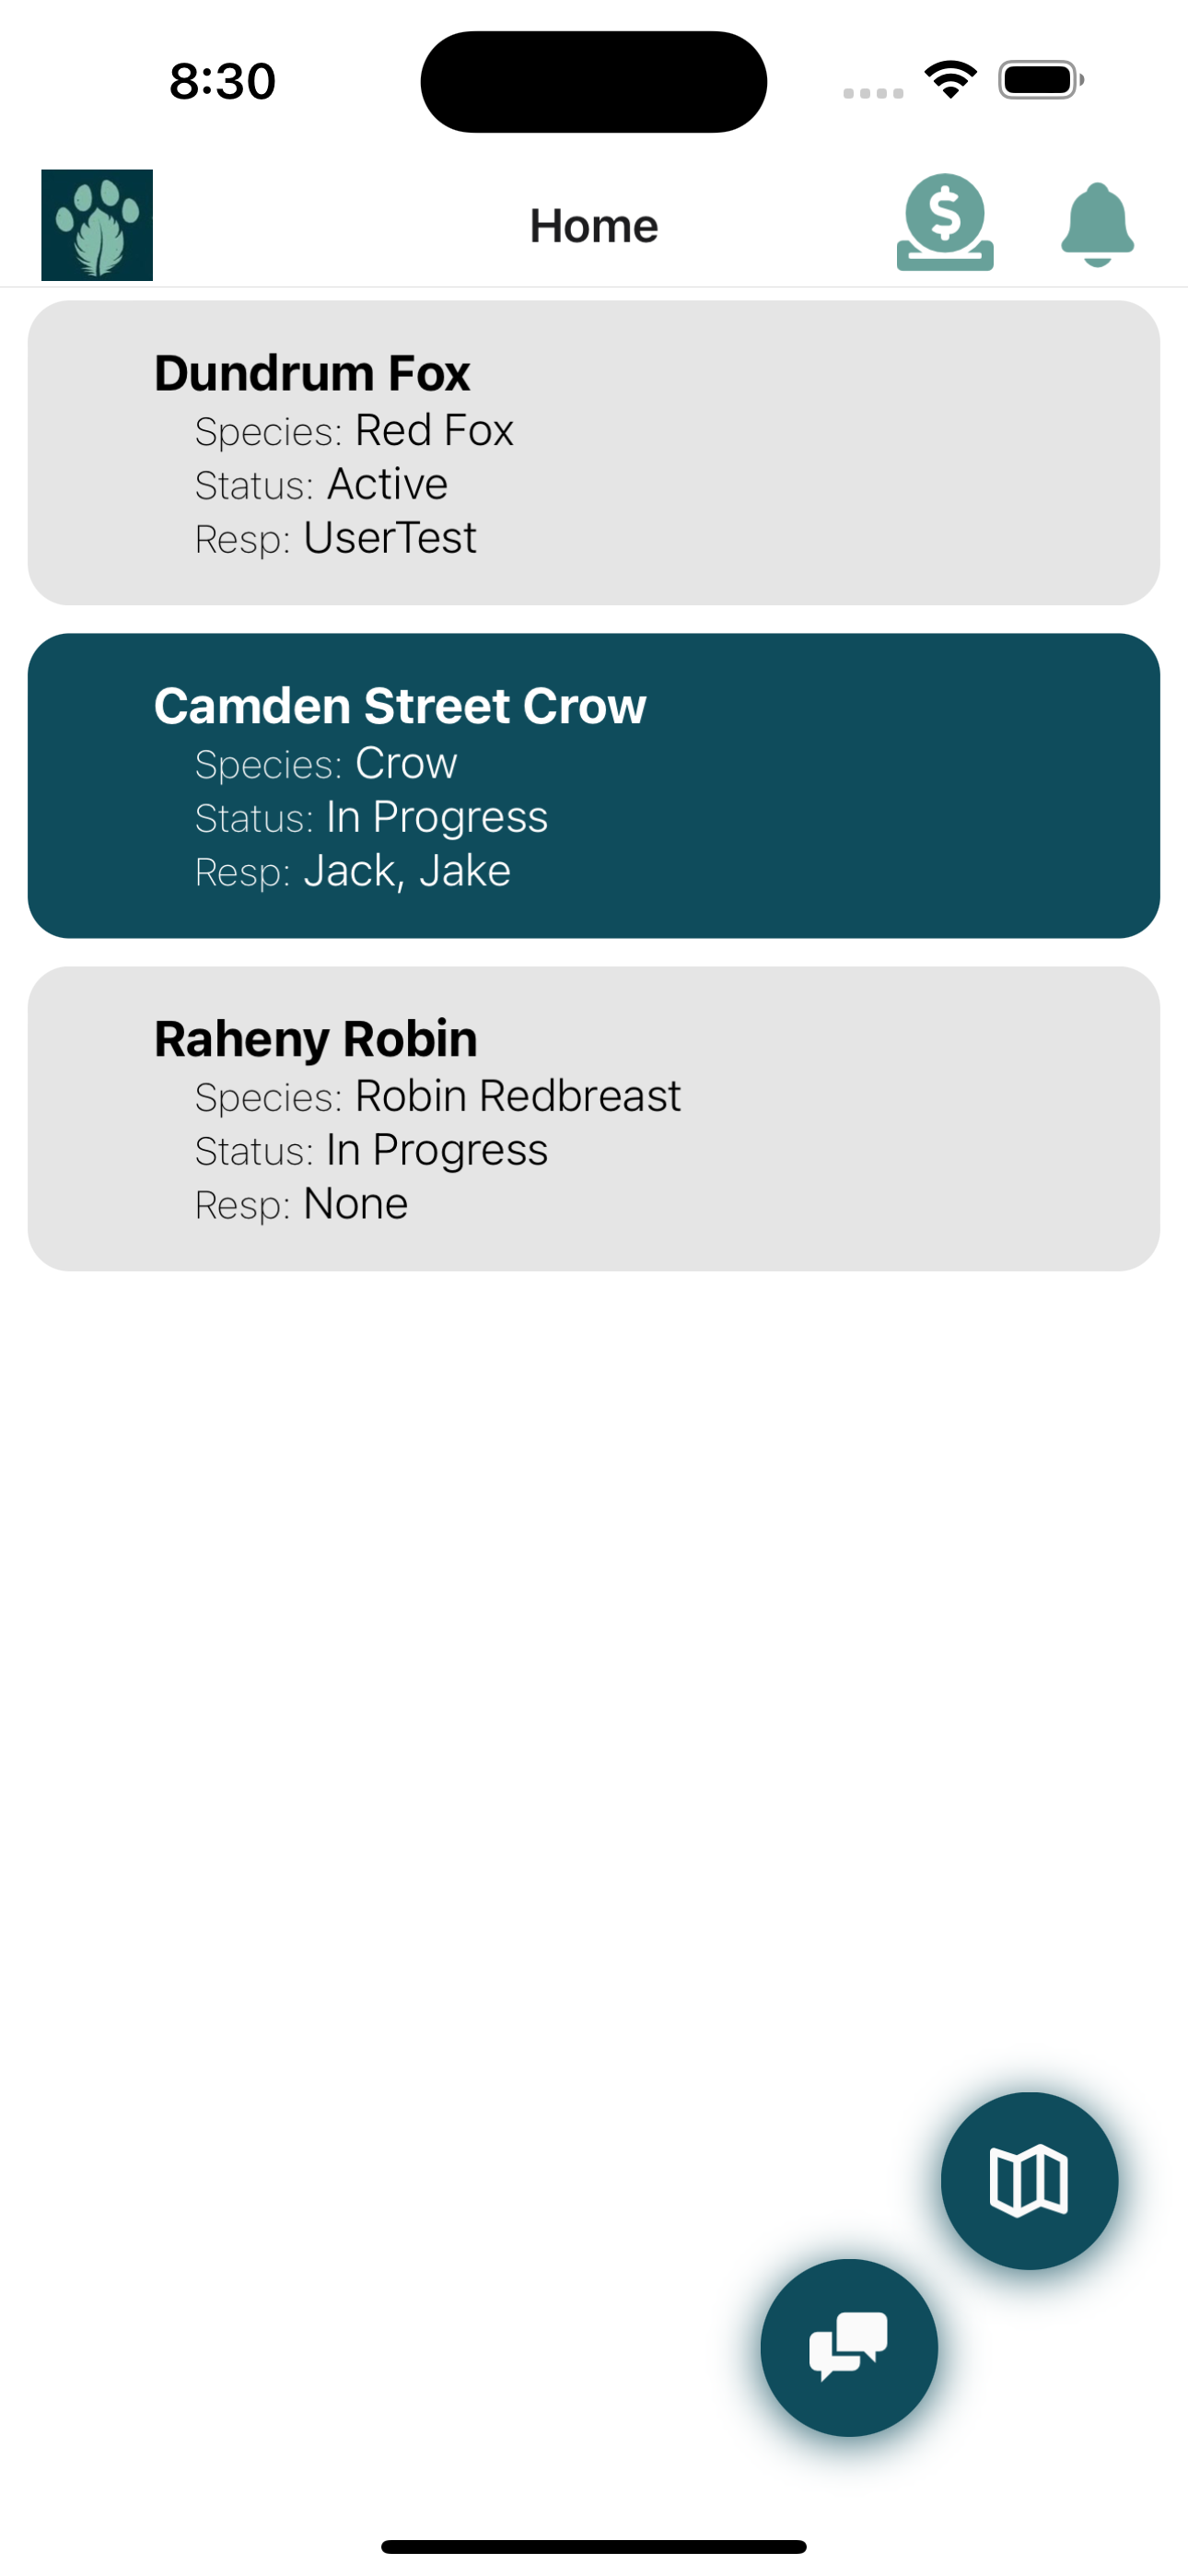 8:30
Home
Dundrum Fox
Species: Red Fox
Status: Active
Resp: UserTest
Camden Street Crow
Species: Crow
Status: In Progress
Resp: Jack, Jake
Raheny Robin
Species: Robin Redbreast
Status: In Progress
Resp: None